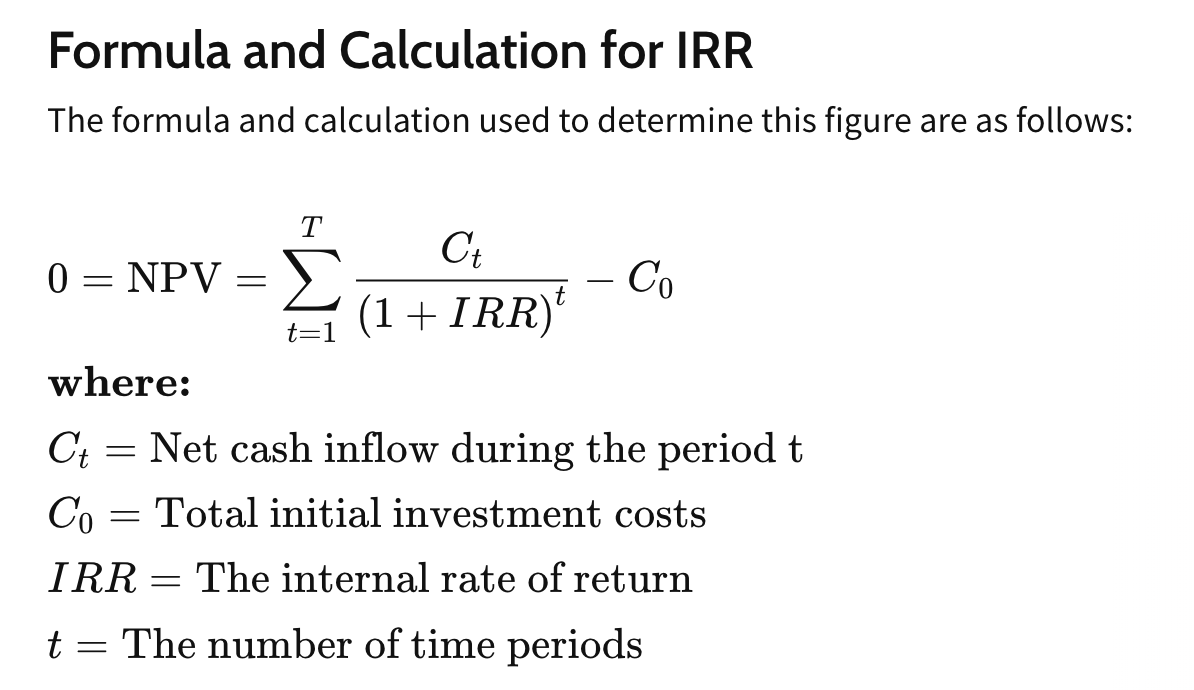 Formula and Calculation for IRR
The formula and calculation used to determine this figure are as follows:
$0 = \text{NPV} = \sum_{t=1}^{T} \frac{C_t}{(1 + IRR)^t} - C_0$
where:
$C_t$ = Net cash inflow during the period t
$C_0$ = Total initial investment costs
$IRR$ = The internal rate of return
$t$ = The number of time periods